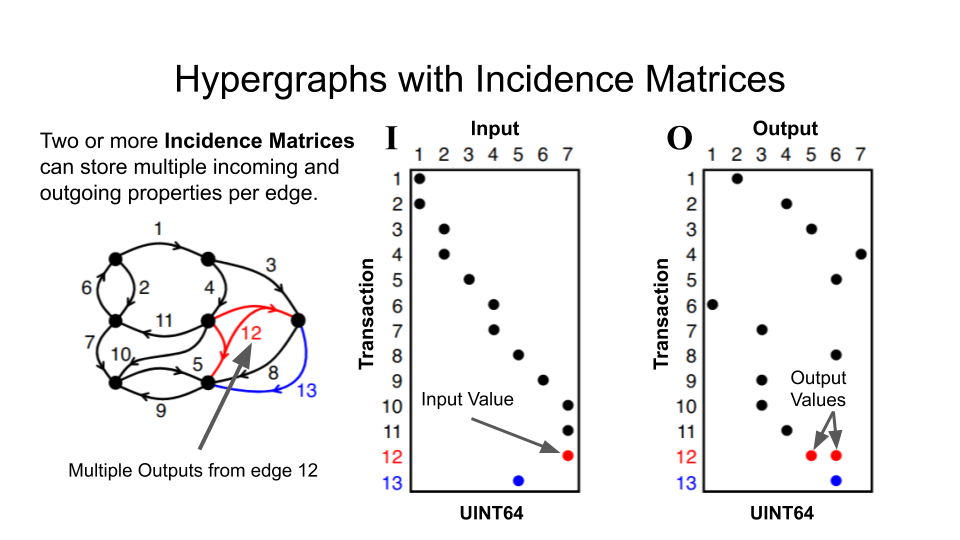 Hypergraphs with Incidence Matrices
Two or more Incidence Matrices
can store multiple incoming and
outgoing properties per edge.
1
3
6
2
4
11
12
7
10
5
8
13
9
Multiple Outputs from edge 12
I
Input
1 2 3 4 5 6 7
Transaction
1
2
3
4
5
6
7
8
9
10
11
12
13
Input Value
UINT64
O
Output
1 2 3 4 5 6 7
Transaction
1
2
3
4
5
6
7
8
9
10
11
12
13
Output
Values
UINT64